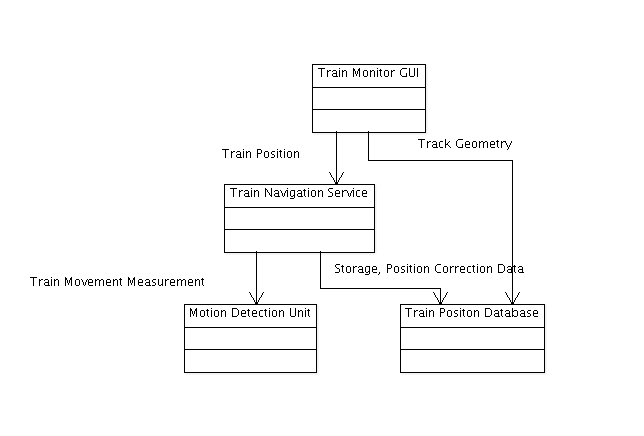 Train Monitor GUI
Train Position
Track Geometry
Train Navigation Service
Train Movement Measurement
Storage, Position Correction Data
Motion Detection Unit
Train Positon Database